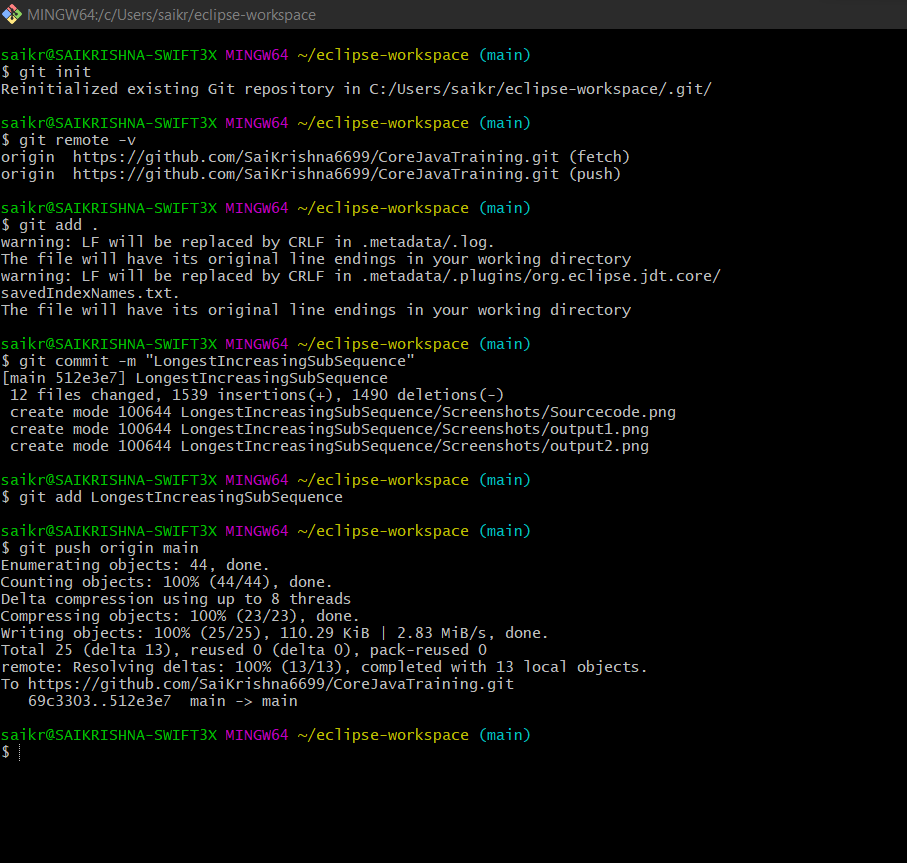 MINGW64:/c/Users/saikr/eclipse-workspace
saikr@SAIKRISHNA-SWIFT3X MINGW64 ~/eclipse-workspace (main)
$ git init
Reinitialized existing Git repository in C:/Users/saikr/eclipse-workspace/.git/
saikr@SAIKRISHNA-SWIFT3X MINGW64 ~/eclipse-workspace (main)
$ git remote -v
origin  https://github.com/SaiKrishna6699/CoreJavaTraining.git (fetch)
origin  https://github.com/SaiKrishna6699/CoreJavaTraining.git (push)
saikr@SAIKRISHNA-SWIFT3X MINGW64 ~/eclipse-workspace (main)
$ git add .
warning: LF will be replaced by CRLF in .metadata/.log.
The file will have its original line endings in your working directory
warning: LF will be replaced by CRLF in .metadata/.plugins/org.eclipse.jdt.core/
savedIndexNames.txt.
The file will have its original line endings in your working directory
saikr@SAIKRISHNA-SWIFT3X MINGW64 ~/eclipse-workspace (main)
$ git commit -m "LongestIncreasingSubSequence"
[main 512e3e7] LongestIncreasingSubSequence
 12 files changed, 1539 insertions(+), 1490 deletions(-)
 create mode 100644 LongestIncreasingSubSequence/Screenshots/Sourcecode.png
 create mode 100644 LongestIncreasingSubSequence/Screenshots/output1.png
 create mode 100644 LongestIncreasingSubSequence/Screenshots/output2.png
saikr@SAIKRISHNA-SWIFT3X MINGW64 ~/eclipse-workspace (main)
$ git add LongestIncreasingSubSequence
saikr@SAIKRISHNA-SWIFT3X MINGW64 ~/eclipse-workspace (main)
$ git push origin main
Enumerating objects: 44, done.
Counting objects: 100% (44/44), done.
Delta compression using up to 8 threads
Compressing objects: 100% (23/23), done.
Writing objects: 100% (25/25), 110.29 KiB | 2.83 MiB/s, done.
Total 25 (delta 13), reused 0 (delta 0), pack-reused 0
remote: Resolving deltas: 100% (13/13), completed with 13 local objects.
To https://github.com/SaiKrishna6699/CoreJavaTraining.git
   69c3303..512e3e7  main -> main
saikr@SAIKRISHNA-SWIFT3X MINGW64 ~/eclipse-workspace (main)
$